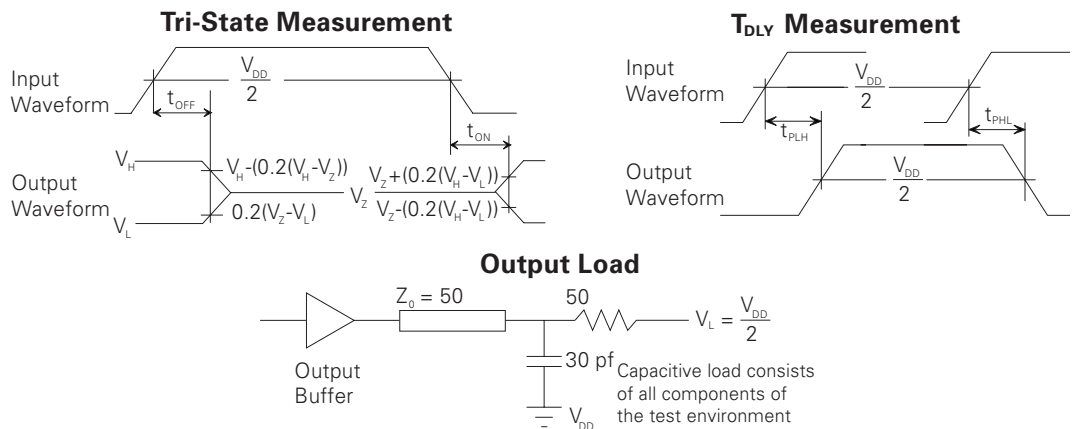 Tri-State Measurement
Input
Waveform
V_DD
2
t_OFF
t_ON
V_H
V_H-(0.2(V_H-V_Z))
V_Z+(0.2(V_H-V_L))
Output
Waveform
V_Z
0.2(V_Z-V_L)
V_Z-(0.2(V_H-V_L))
V_L
T_DLY Measurement
Input
Waveform
V_DD
2
t_PLH
t_PHL
Output
Waveform
V_DD
2
Output Load
Z_0 = 50
50
V_L = V_DD
2
Output
Buffer
30 pf
Capacitive load consists
of all components of
the test environment
V_DD